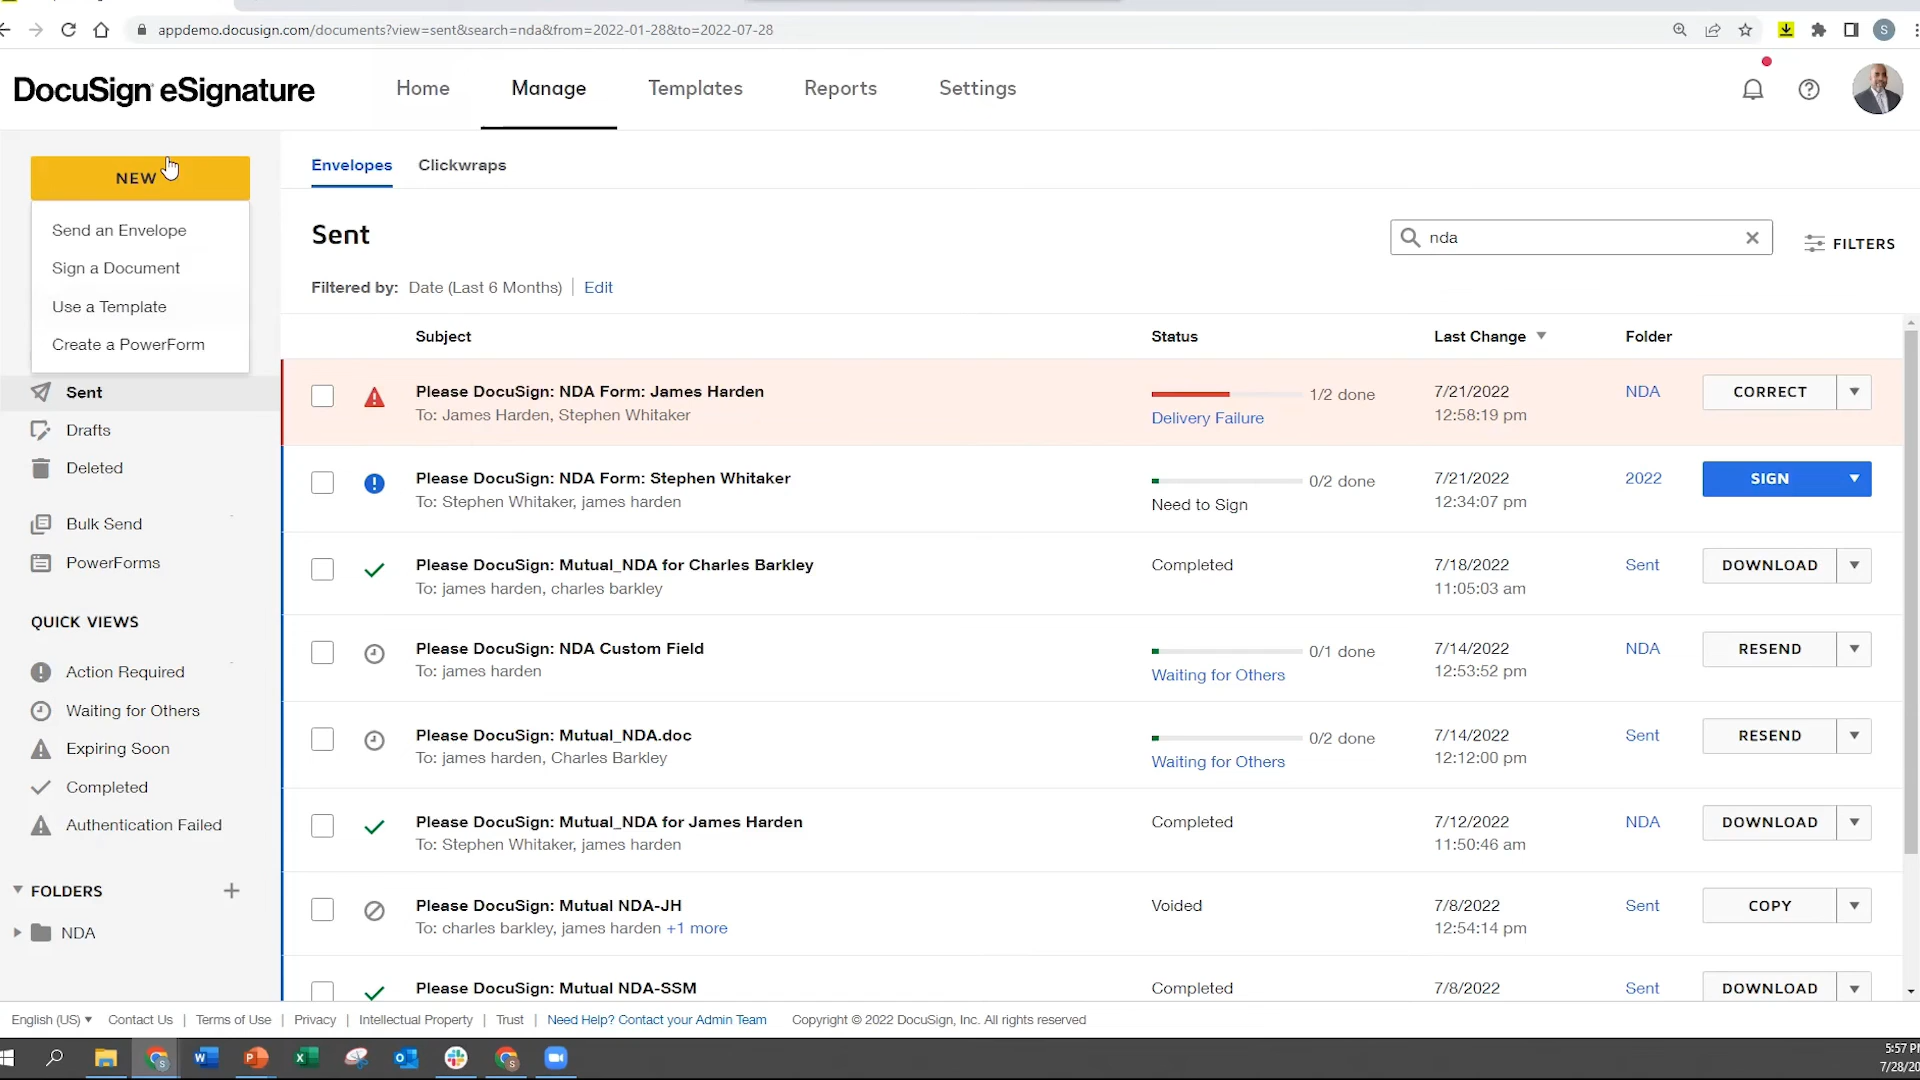 appdemo.docusign.com/documents?view=sent&search=nda&from=2022-01-28&to=2022-07-28
S
DocuSign eSignature
Home
Manage
Templates
Reports
Settings
NEW
Send an Envelope
Sign a Document
Use a Template
Create a PowerForm
Sent
Drafts
Deleted
Bulk Send
PowerForms
QUICK VIEWS
Action Required
Waiting for Others
Expiring Soon
Completed
Authentication Failed
FOLDERS
NDA
Envelopes
Clickwraps
Sent
nda
FILTERS
Filtered by: Date (Last 6 Months) | Edit
Subject
Status
Last Change
Folder
Please DocuSign: NDA Form: James Harden
To: James Harden, Stephen Whitaker
1/2 done
Delivery Failure
7/21/2022
12:58:19 pm
NDA
CORRECT
Please DocuSign: NDA Form: Stephen Whitaker
To: Stephen Whitaker, james harden
0/2 done
Need to Sign
7/21/2022
12:34:07 pm
2022
SIGN
Please DocuSign: Mutual_NDA for Charles Barkley
To: james harden, charles barkley
Completed
7/18/2022
11:05:03 am
Sent
DOWNLOAD
Please DocuSign: NDA Custom Field
To: james harden
0/1 done
Waiting for Others
7/14/2022
12:53:52 pm
NDA
RESEND
Please DocuSign: Mutual_NDA.doc
To: james harden, Charles Barkley
0/2 done
Waiting for Others
7/14/2022
12:12:00 pm
Sent
RESEND
Please DocuSign: Mutual_NDA for James Harden
To: Stephen Whitaker, james harden
Completed
7/12/2022
11:50:46 am
NDA
DOWNLOAD
Please DocuSign: Mutual NDA-JH
To: charles barkley, james harden +1 more
Voided
7/8/2022
12:54:14 pm
Sent
COPY
Please DocuSign: Mutual NDA-SSM
Completed
7/8/2022
Sent
DOWNLOAD
English (US) Contact Us | Terms of Use | Privacy | Intellectual Property | Trust | Need Help? Contact your Admin Team Copyright © 2022 DocuSign, Inc. All rights reserved
5:57 P
7/28/20